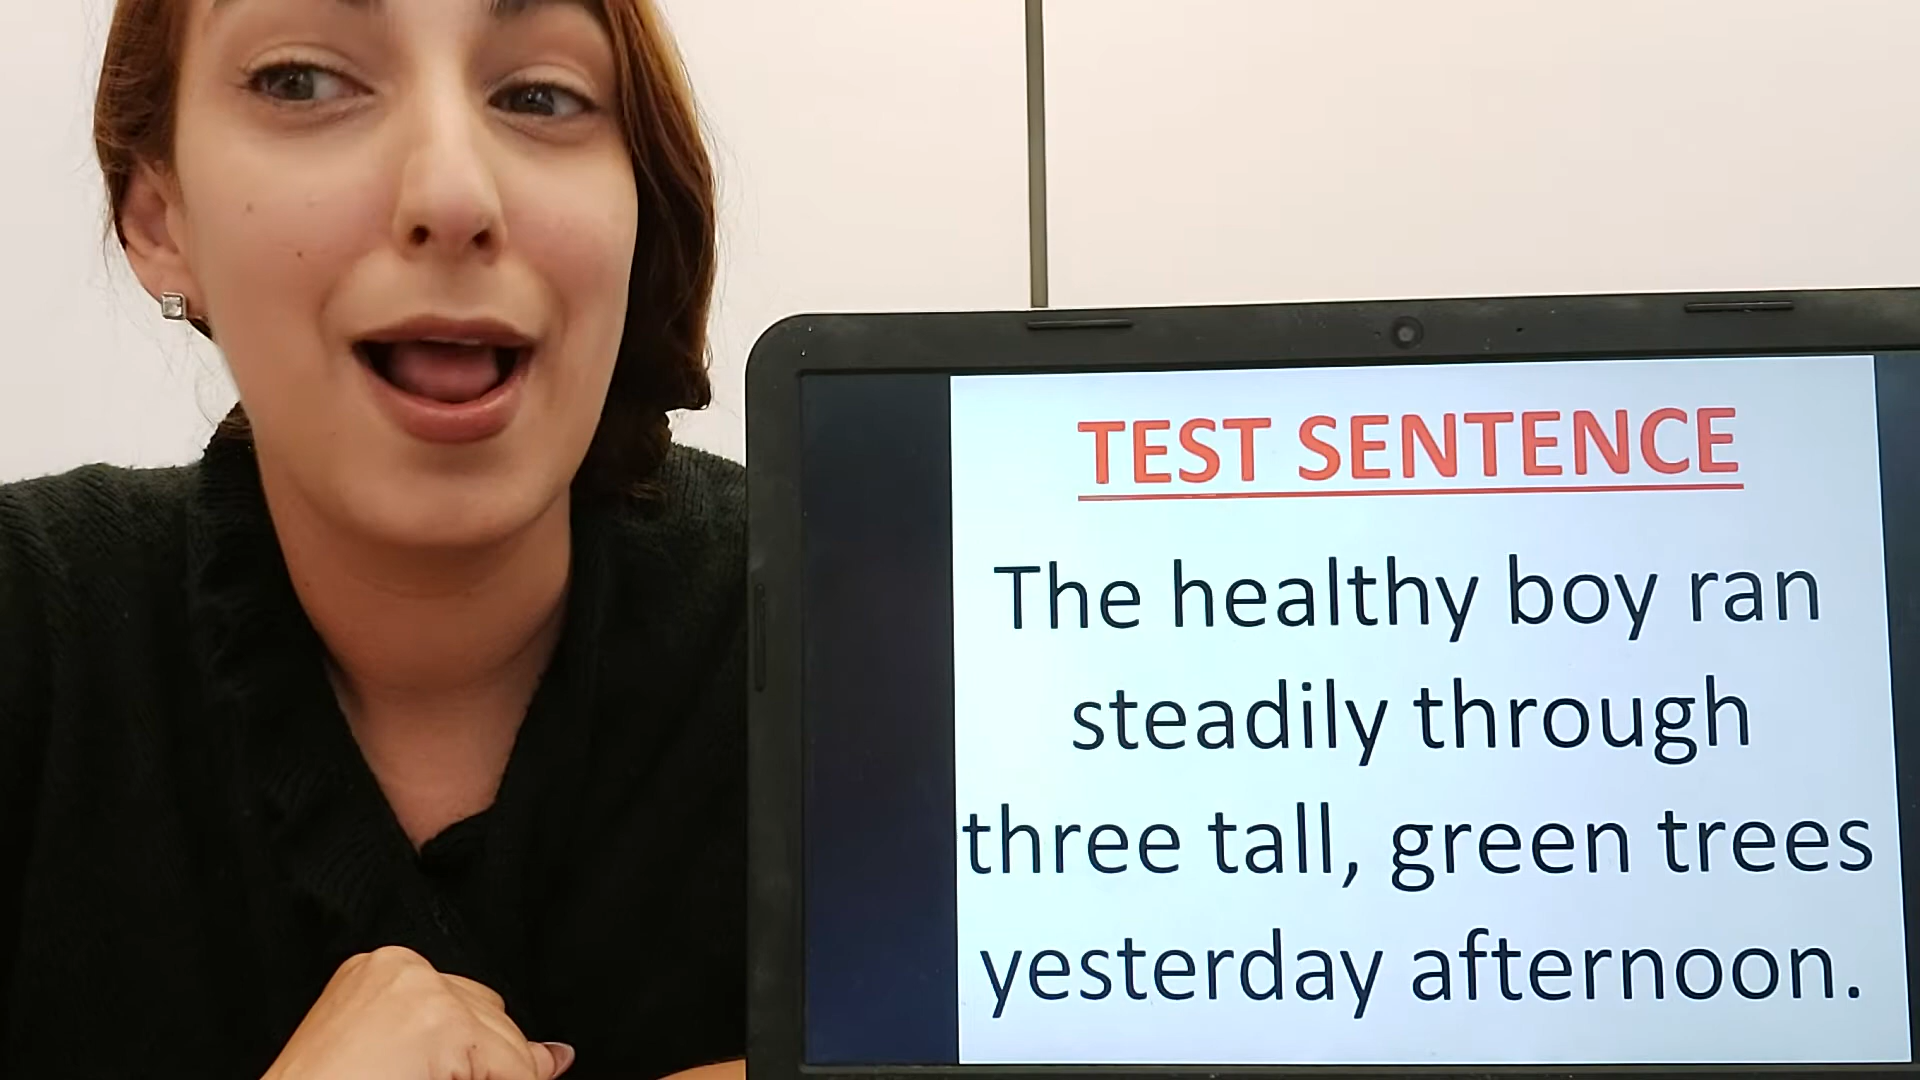 TEST SENTENCE
The healthy boy ran
steadily through
three tall, green trees
yesterday afternoon.